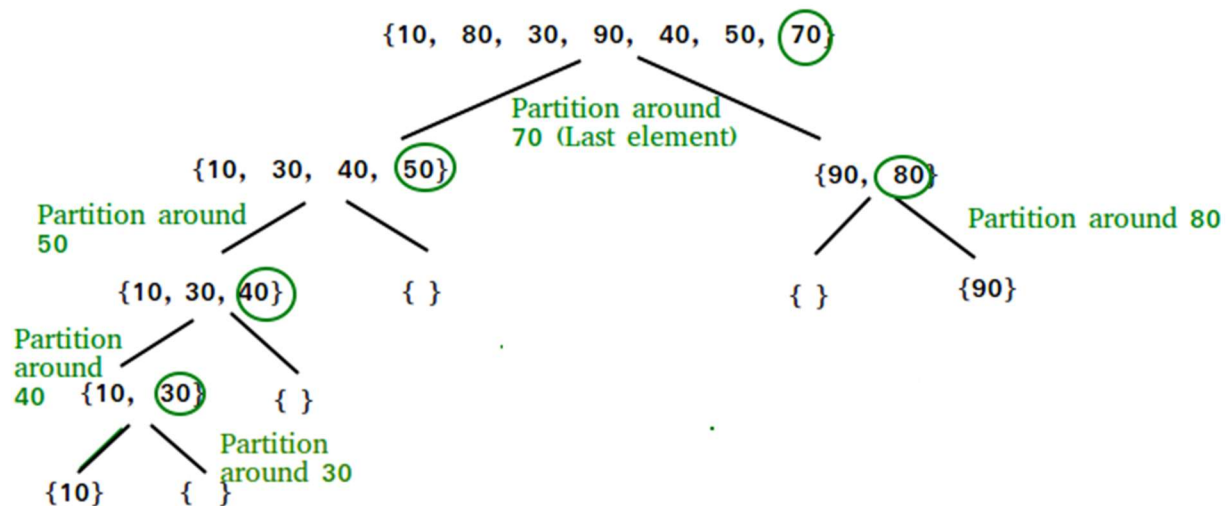 {10, 80, 30, 90, 40, 50, 70}
Partition around
70 (Last element)
{10, 30, 40, 50}
{90, 80}
Partition around
50
Partition around 80
{10, 30, 40}
{ }
{ }
{90}
Partition
around
40
{10, 30}
{ }
Partition
around 30
{10}
{ }